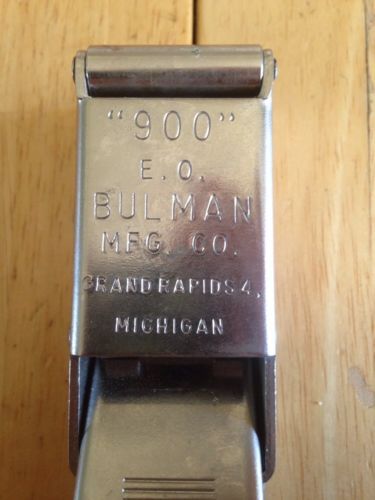 "900"
E. O.
BULMAN
MFG. CO.
GRAND RAPIDS 4,
MICHIGAN